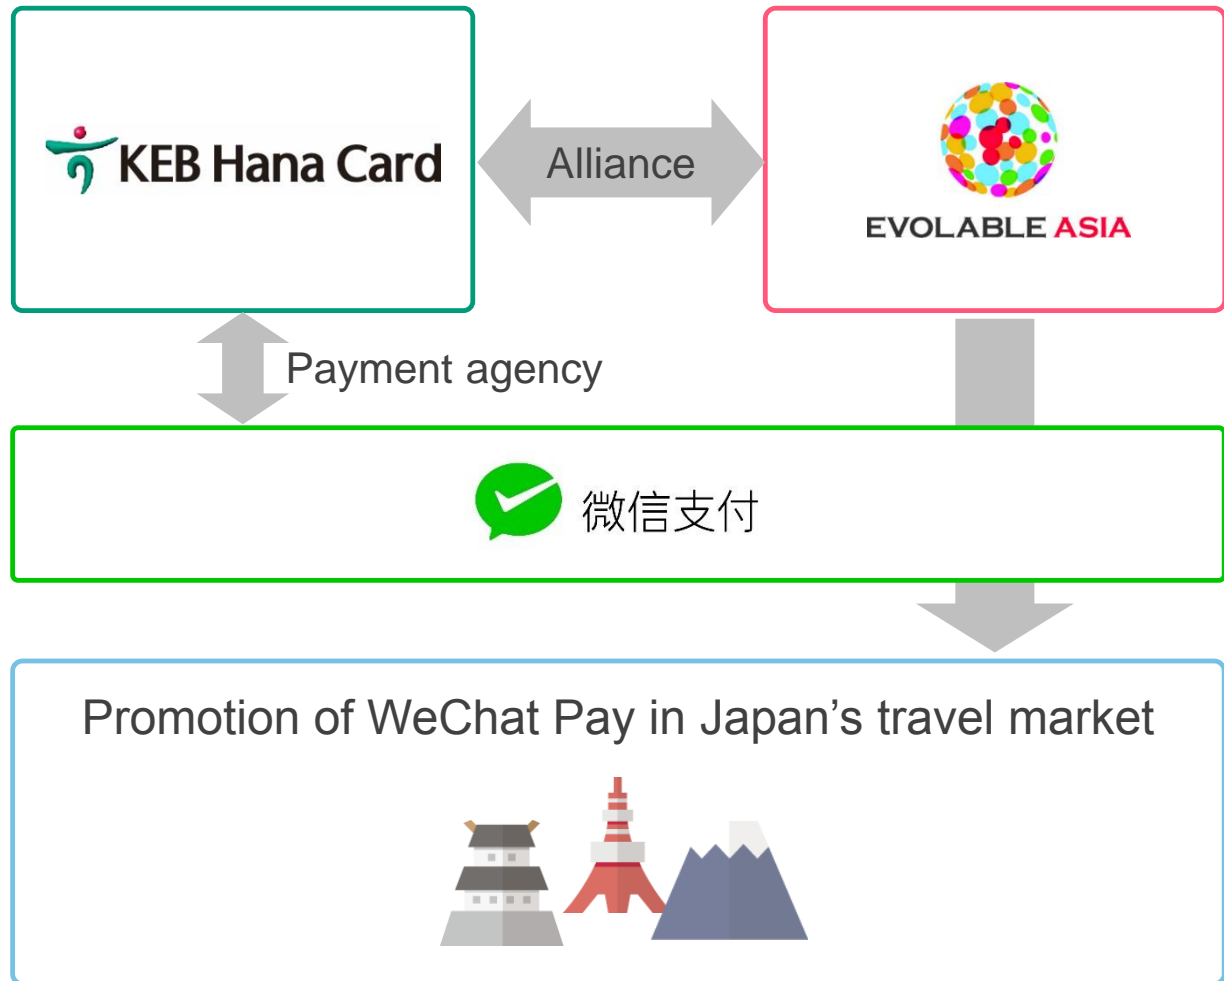 KEB Hana Card
Alliance
EVOLABLE ASIA
Payment agency
微信支付
Promotion of WeChat Pay in Japan’s travel market